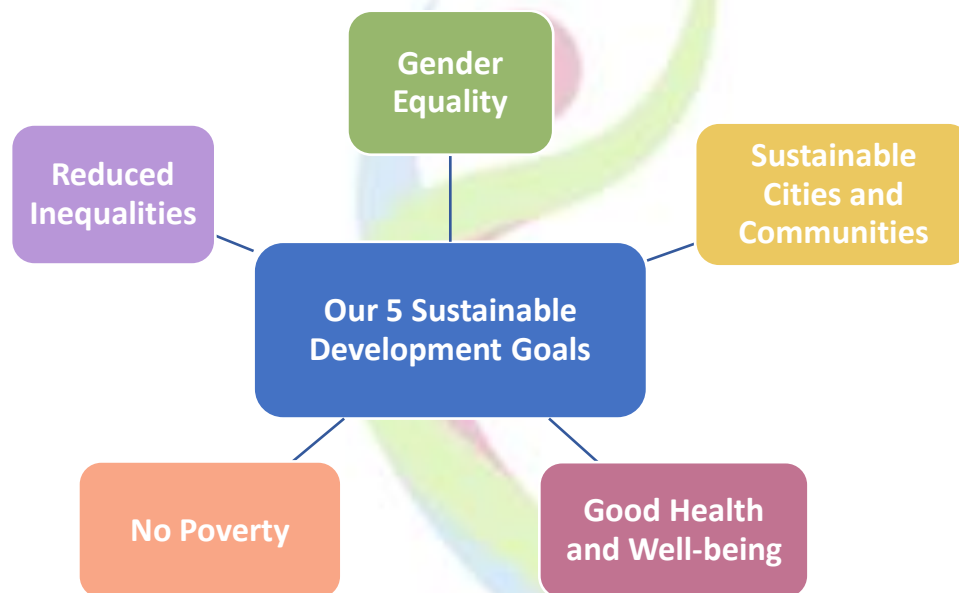 Gender
Equality
Reduced
Inequalities
Sustainable
Cities and
Communities
Our 5 Sustainable
Development Goals
No Poverty
Good Health
and Well-being